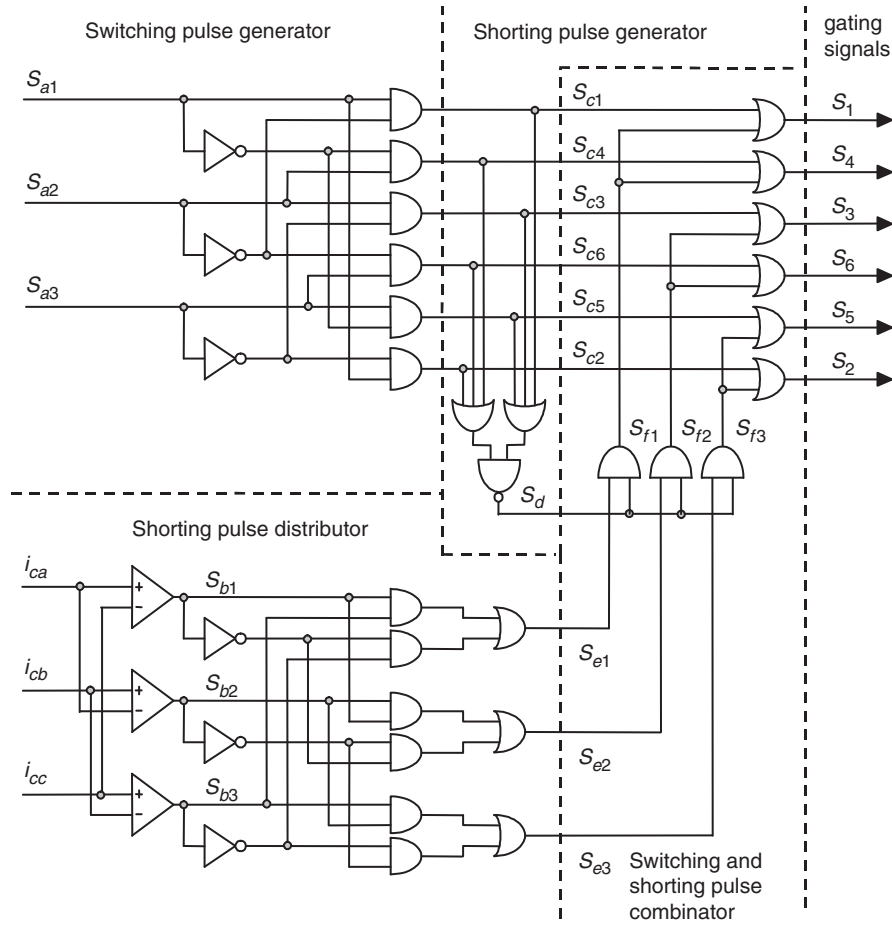 Switching pulse generator
Shorting pulse generator
gating
signals
Sa1
Sc1
S1
Sc4
S4
Sa2
Sc3
S3
Sc6
S6
Sa3
Sc5
S5
Sc2
S2
Sf1
Sf2
Sf3
Sd
Shorting pulse distributor
ica
+
−
Sb1
Se1
icb
+
−
Sb2
Se2
icc
+
−
Sb3
Se3
Switching and
shorting pulse
combinator